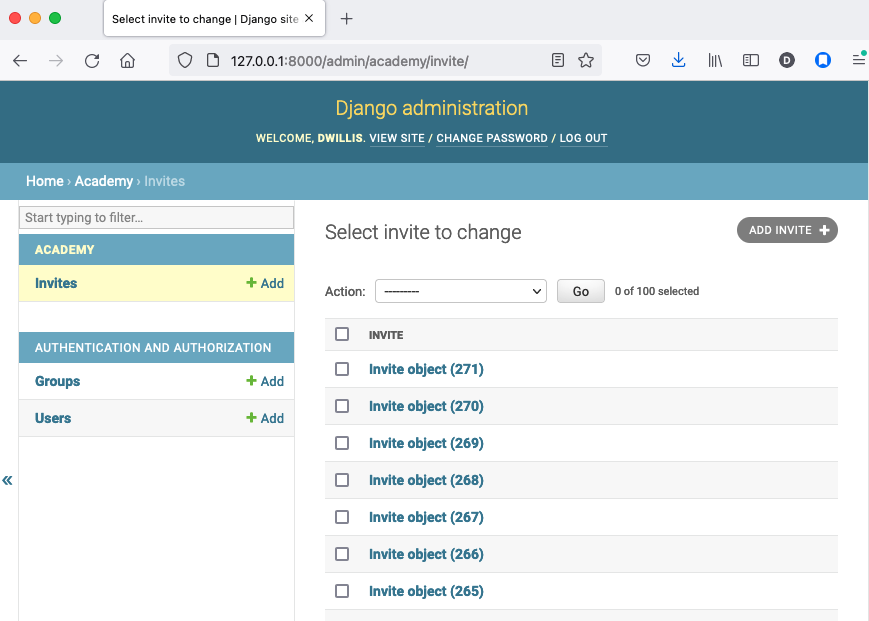 Select invite to change | Django site
127.0.0.1:8000/admin/academy/invite/
D
Django administration
WELCOME, DWILLIS. VIEW SITE / CHANGE PASSWORD / LOG OUT
Home › Academy › Invites
Start typing to filter...
ACADEMY
Invites + Add
AUTHENTICATION AND AUTHORIZATION
Groups + Add
Users + Add
«
Select invite to change
ADD INVITE +
Action: --------- Go 0 of 100 selected
INVITE
Invite object (271)
Invite object (270)
Invite object (269)
Invite object (268)
Invite object (267)
Invite object (266)
Invite object (265)